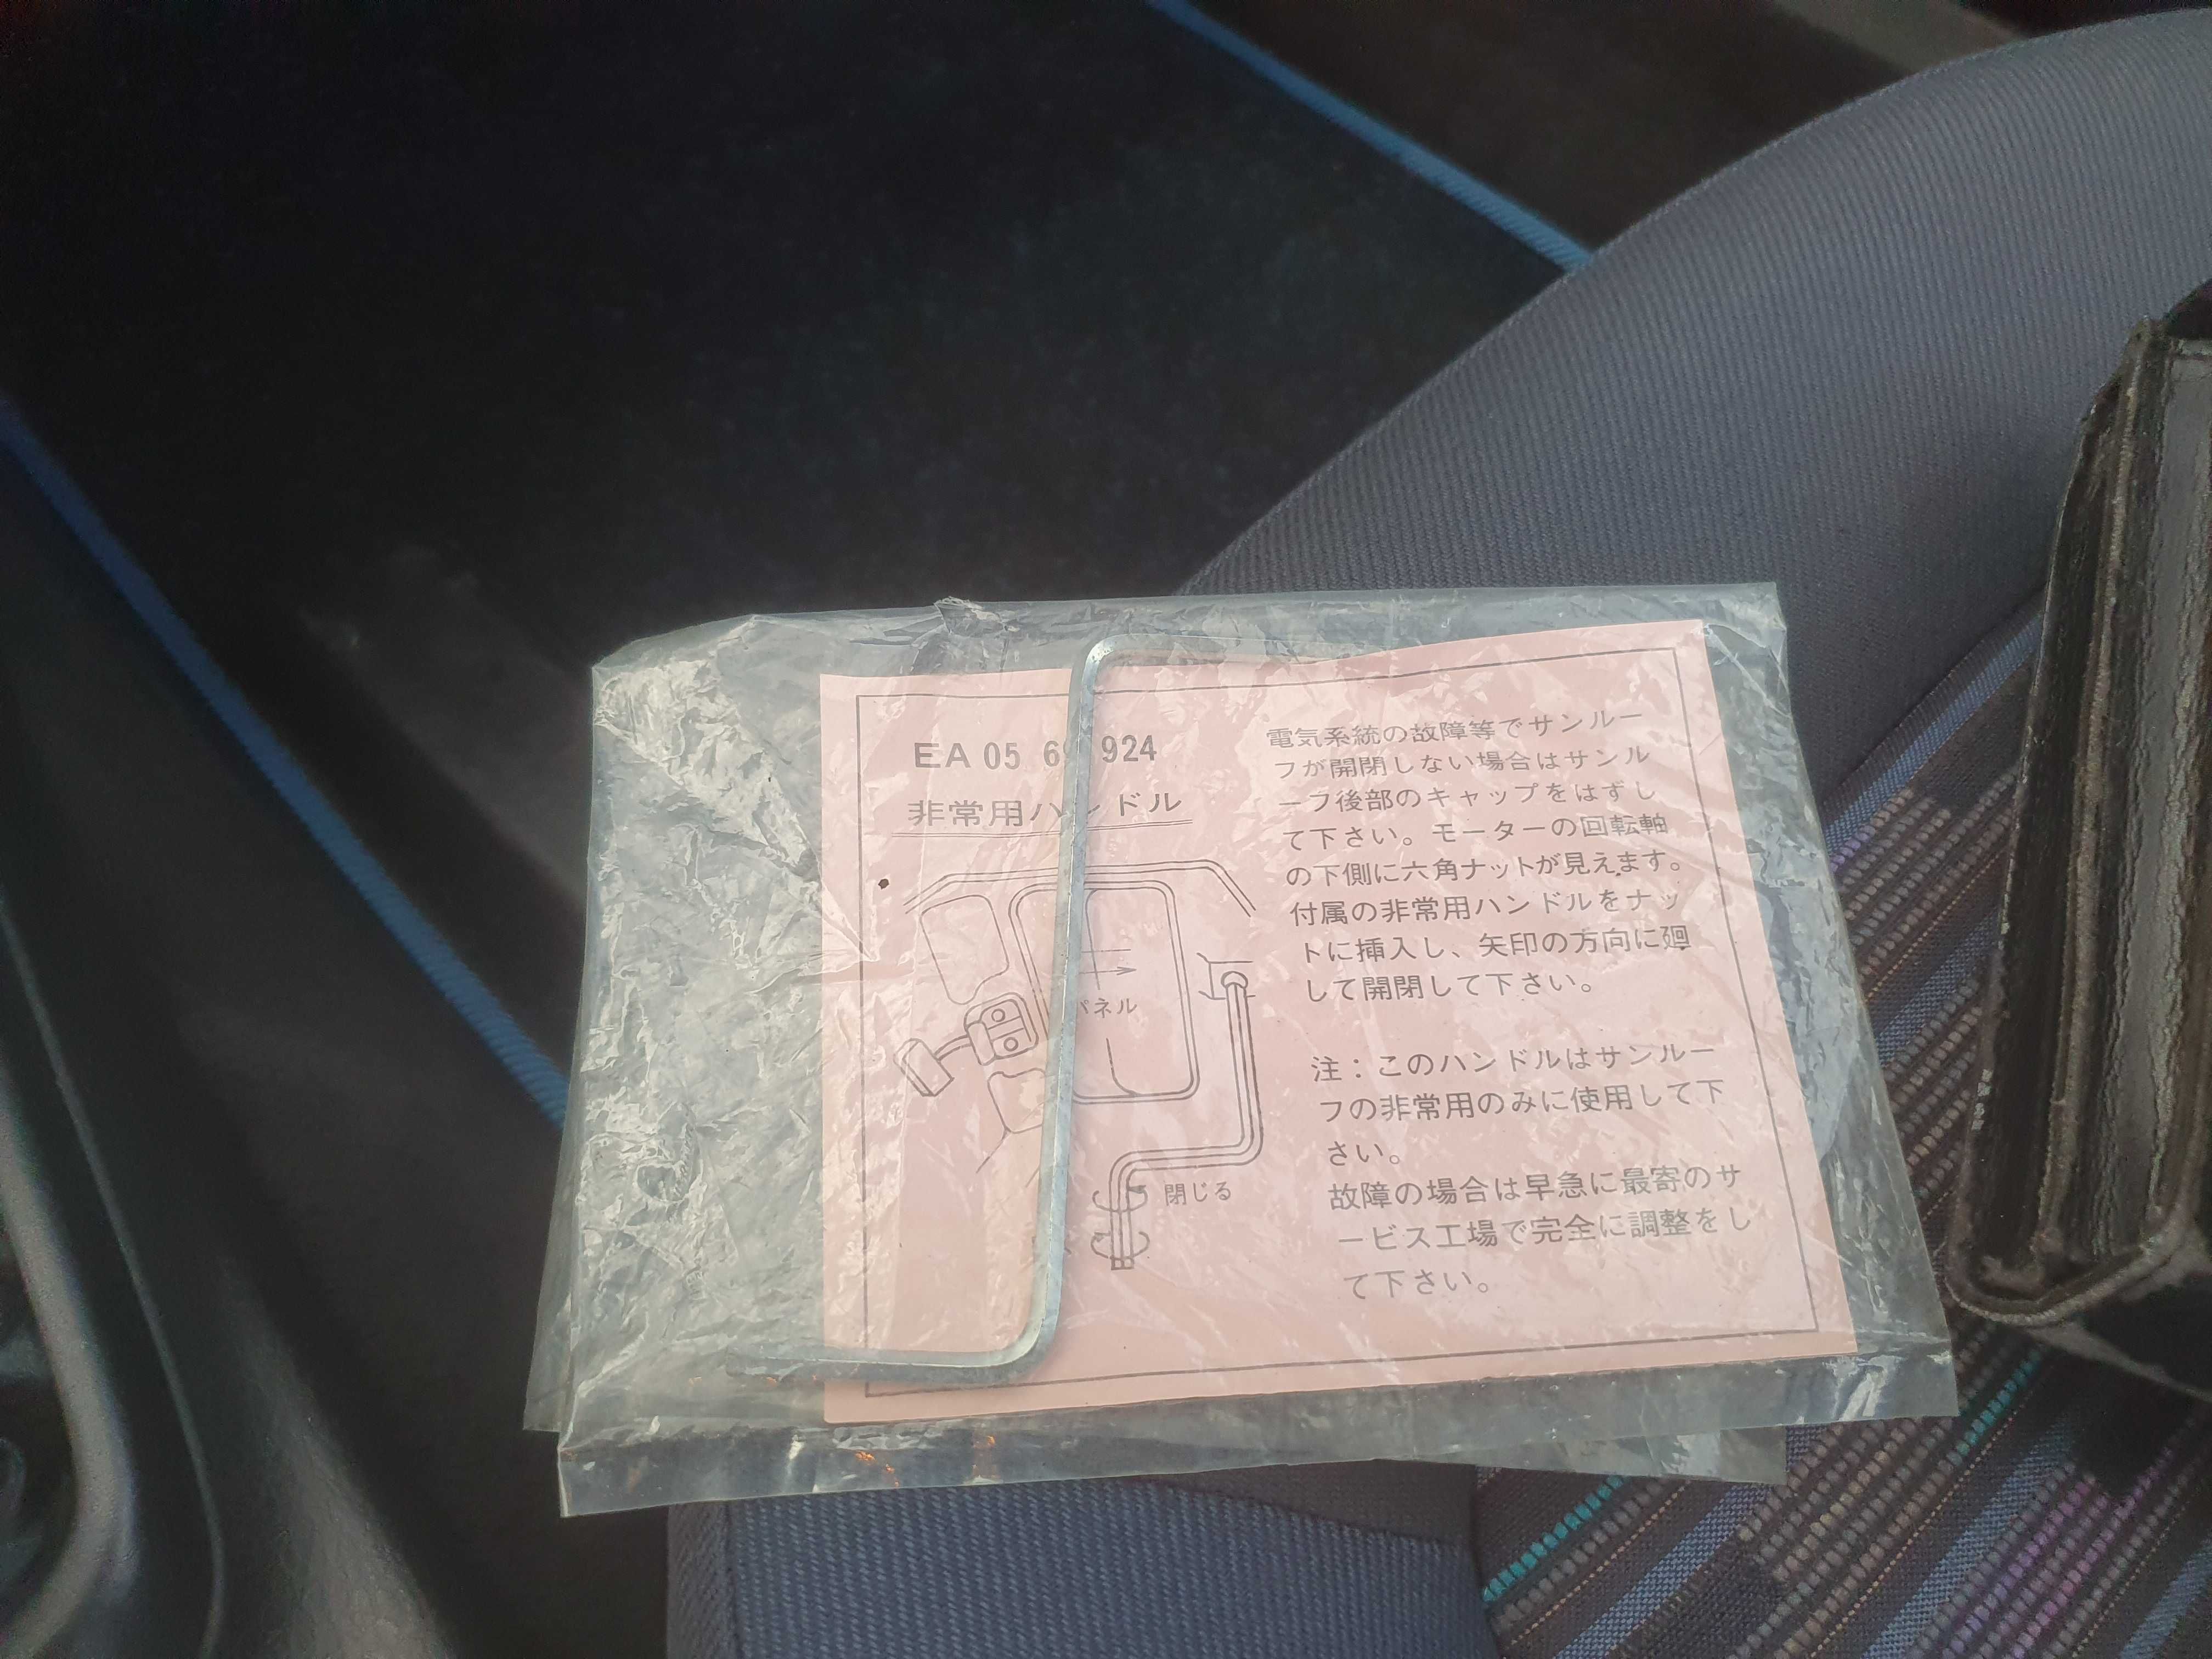 EA 05 924
非常用ハンドル
パネル
閉じる
電気系統の故障等でサンルー
フが開閉しない場合はサンル
ーフ後部のキャップをはずし
て下さい。モーターの回転軸
の下側に六角ナットが見えます。
付属の非常用ハンドルをナッ
トに挿入し、矢印の方向に廻
して開閉して下さい。
注：このハンドルはサンルー
フの非常用のみに使用して下
さい。
故障の場合は早急に最寄のサ
ービス工場で完全に調整をし
て下さい。